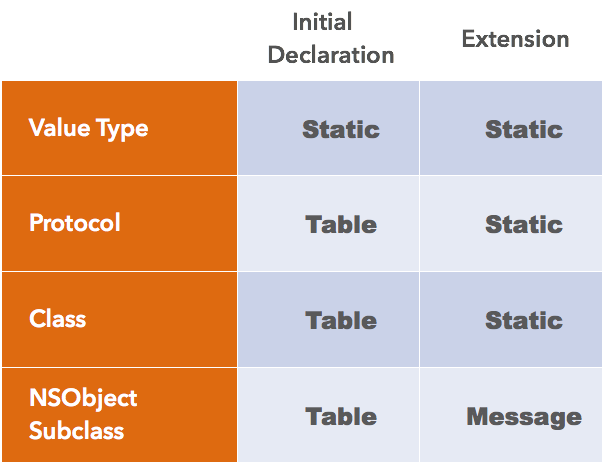 Initial
Declaration
Extension
Value Type
Static
Static
Protocol
Table
Static
Class
Table
Static
NSObject
Subclass
Table
Message